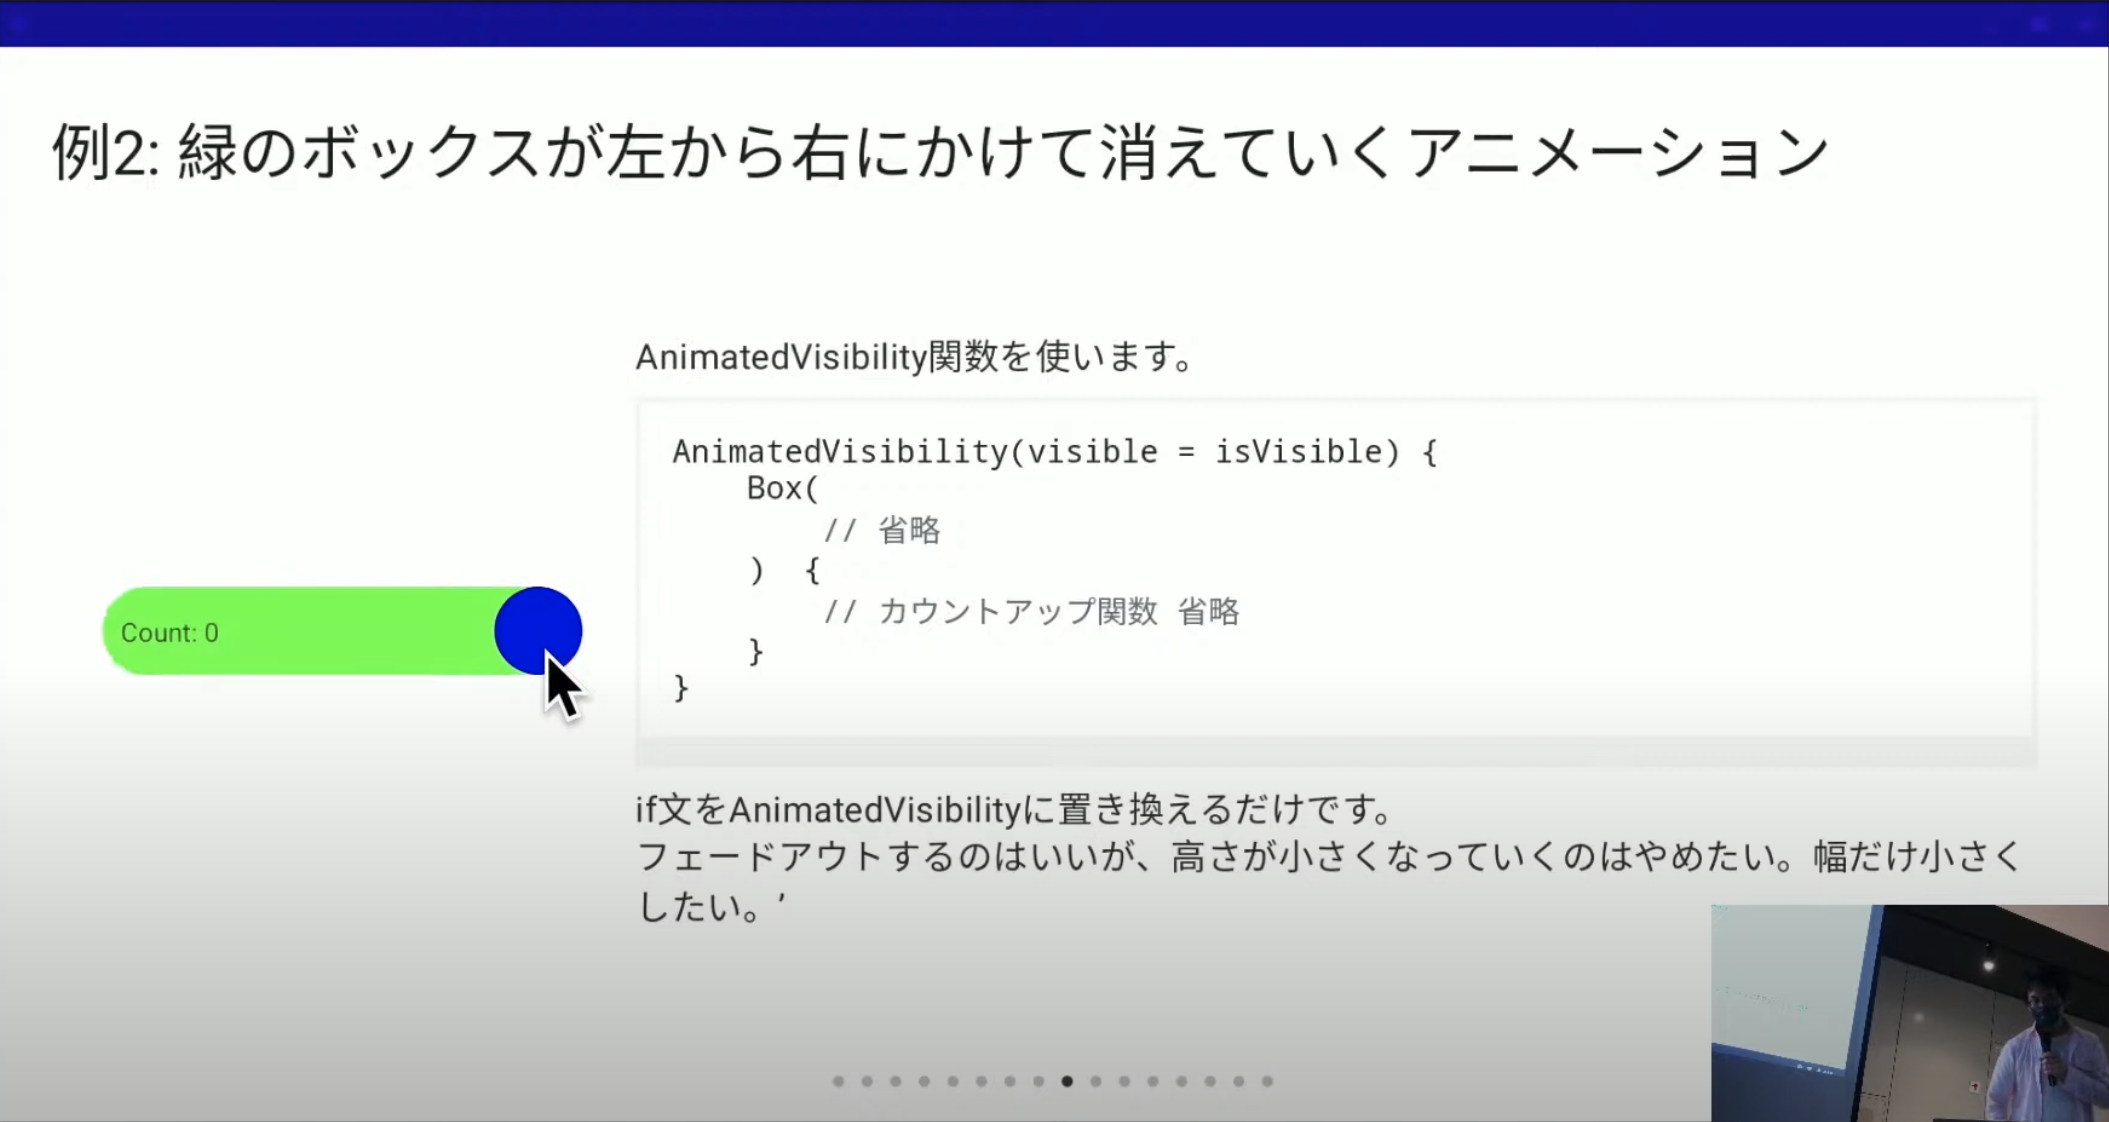 例2: 緑のボックスが左から右にかけて消えていくアニメーション
AnimatedVisibility関数を使います。
AnimatedVisibility(visible = isVisible) {
    Box(
        // 省略
    )  {
        // カウントアップ関数 省略
    }
}
Count: 0
if文をAnimatedVisibilityに置き換えるだけです。
フェードアウトするのはいいが、高さが小さくなっていくのはやめたい。幅だけ小さく
したい。’